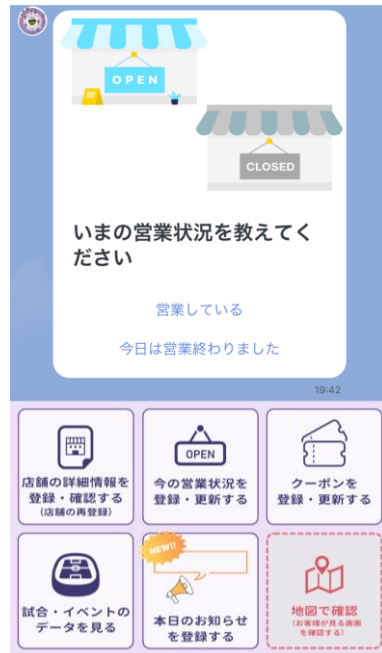 OPEN
CLOSED
いまの営業状況を教えてく
ださい
営業している
今日は営業終わりました
19:42
店舗の詳細情報を
登録・確認する
(店舗の再登録)
OPEN
今の営業状況を
登録・更新する
クーポンを
登録・更新する
試合・イベントの
データを見る
NEW!!
本日のお知らせ
を登録する
地図で確認
(お客様が見る画面
を確認する)